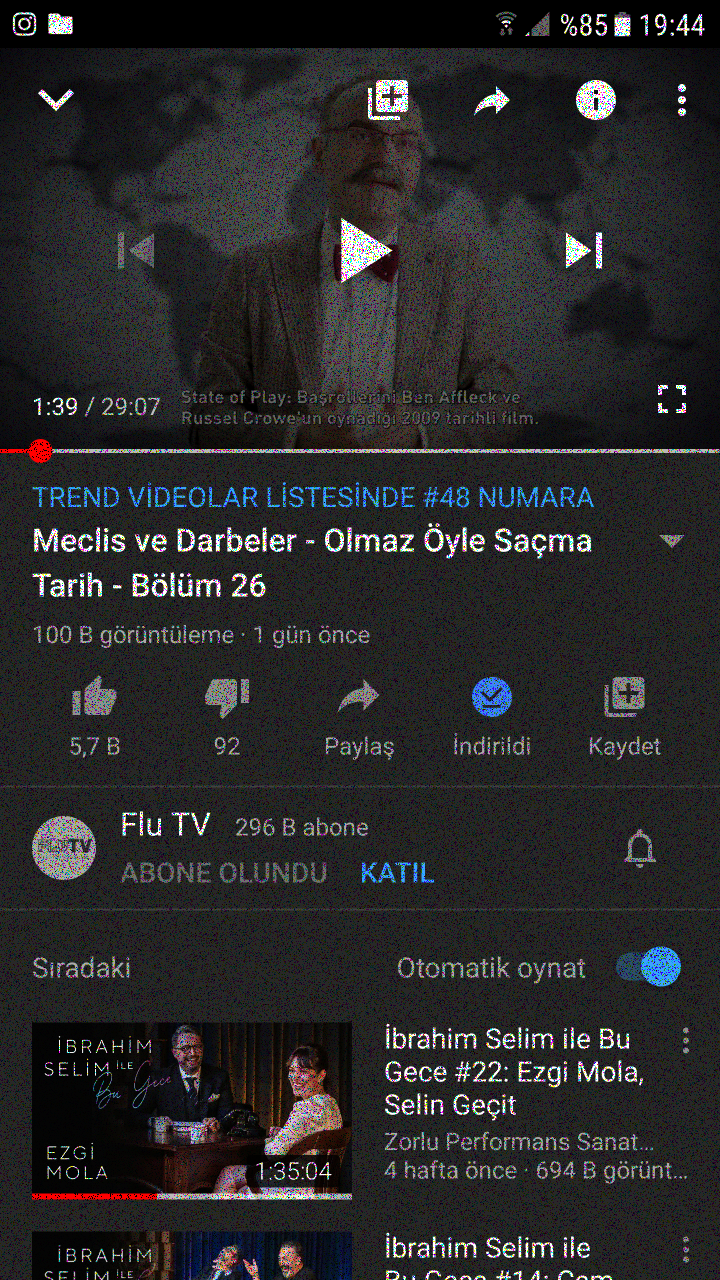 %85 19:44
1:39 / 29:07
State of Play: Başrollerini Ben Affleck ve
Russel Crowe'un oynadığı 2009 tarihli film.
TREND VİDEOLAR LİSTESİNDE #48 NUMARA
Meclis ve Darbeler - Olmaz Öyle Saçma
Tarih - Bölüm 26
100 B görüntüleme · 1 gün önce
5,7 B
92
Paylaş
İndirildi
Kaydet
FLU TV
Flu TV 296 B abone
ABONE OLUNDU KATIL
Sıradaki
Otomatik oynat
İBRAHİM
SELİM İLE
Bu Gece
EZGİ
MOLA
1:35:04
İbrahim Selim ile Bu
Gece #22: Ezgi Mola,
Selin Geçit
Zorlu Performans Sanat...
4 hafta önce · 694 B görünt...
İBRAHİM
SELİM İLE
İbrahim Selim ile
Bu Gece #14: Cem